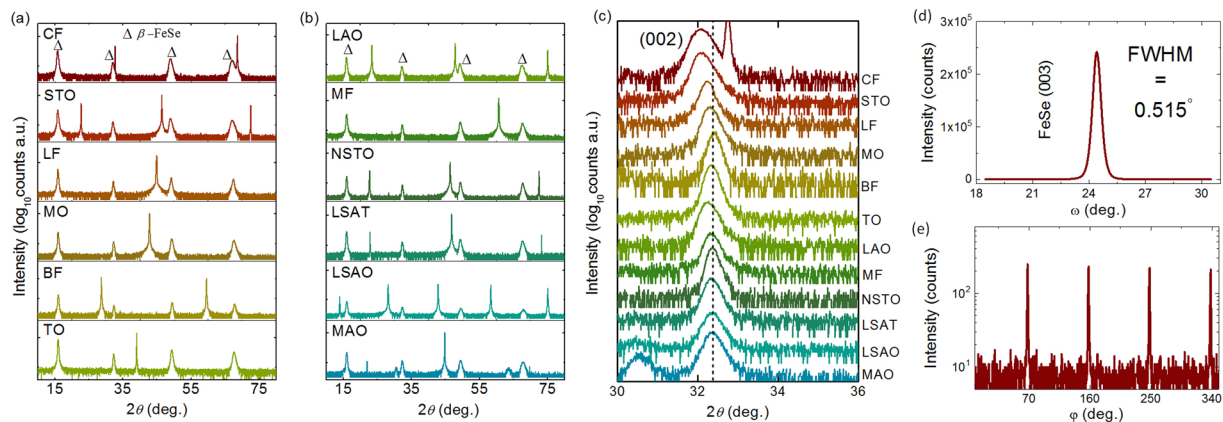 (a)
Intensity (log10counts a.u.)
CF
Δ β-FeSe
Δ Δ Δ Δ
STO
LF
MO
BF
TO
15 35 55 75
2θ (deg.)
(b)
LAO
Δ Δ Δ Δ
MF
NSTO
LSAT
LSAO
MAO
15 35 55 75
2θ (deg.)
(c)
Intensity (log10counts a.u.)
(002)
CF
STO
LF
MO
BF
TO
LAO
MF
NSTO
LSAT
LSAO
MAO
30 32 34 36
2θ (deg.)
(d)
Intensity (counts)
3x10^5
2x10^5
1x10^5
0
FeSe (003)
FWHM
=
0.515°
18 21 24 27 30
ω (deg.)
(e)
Intensity (counts)
10^2
10^1
70 160 250 340
φ (deg.)